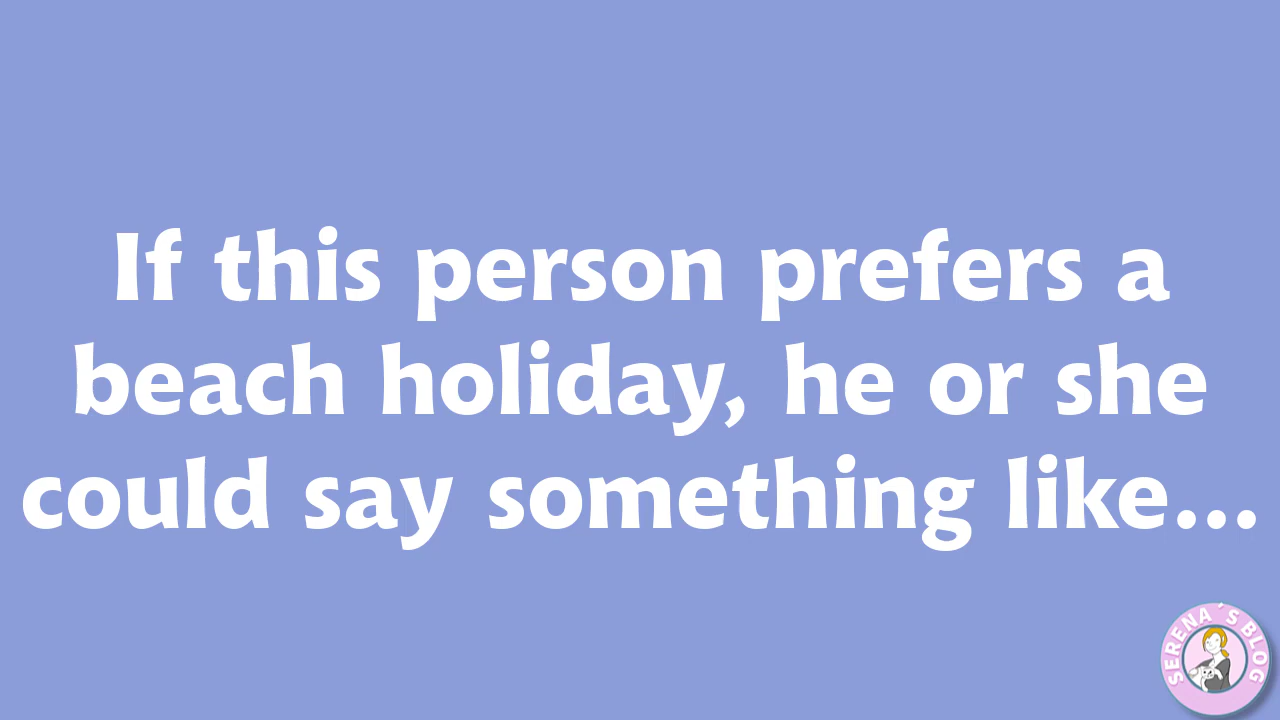 If this person prefers a
beach holiday, he or she
could say something like...
SERENA´S BLOG